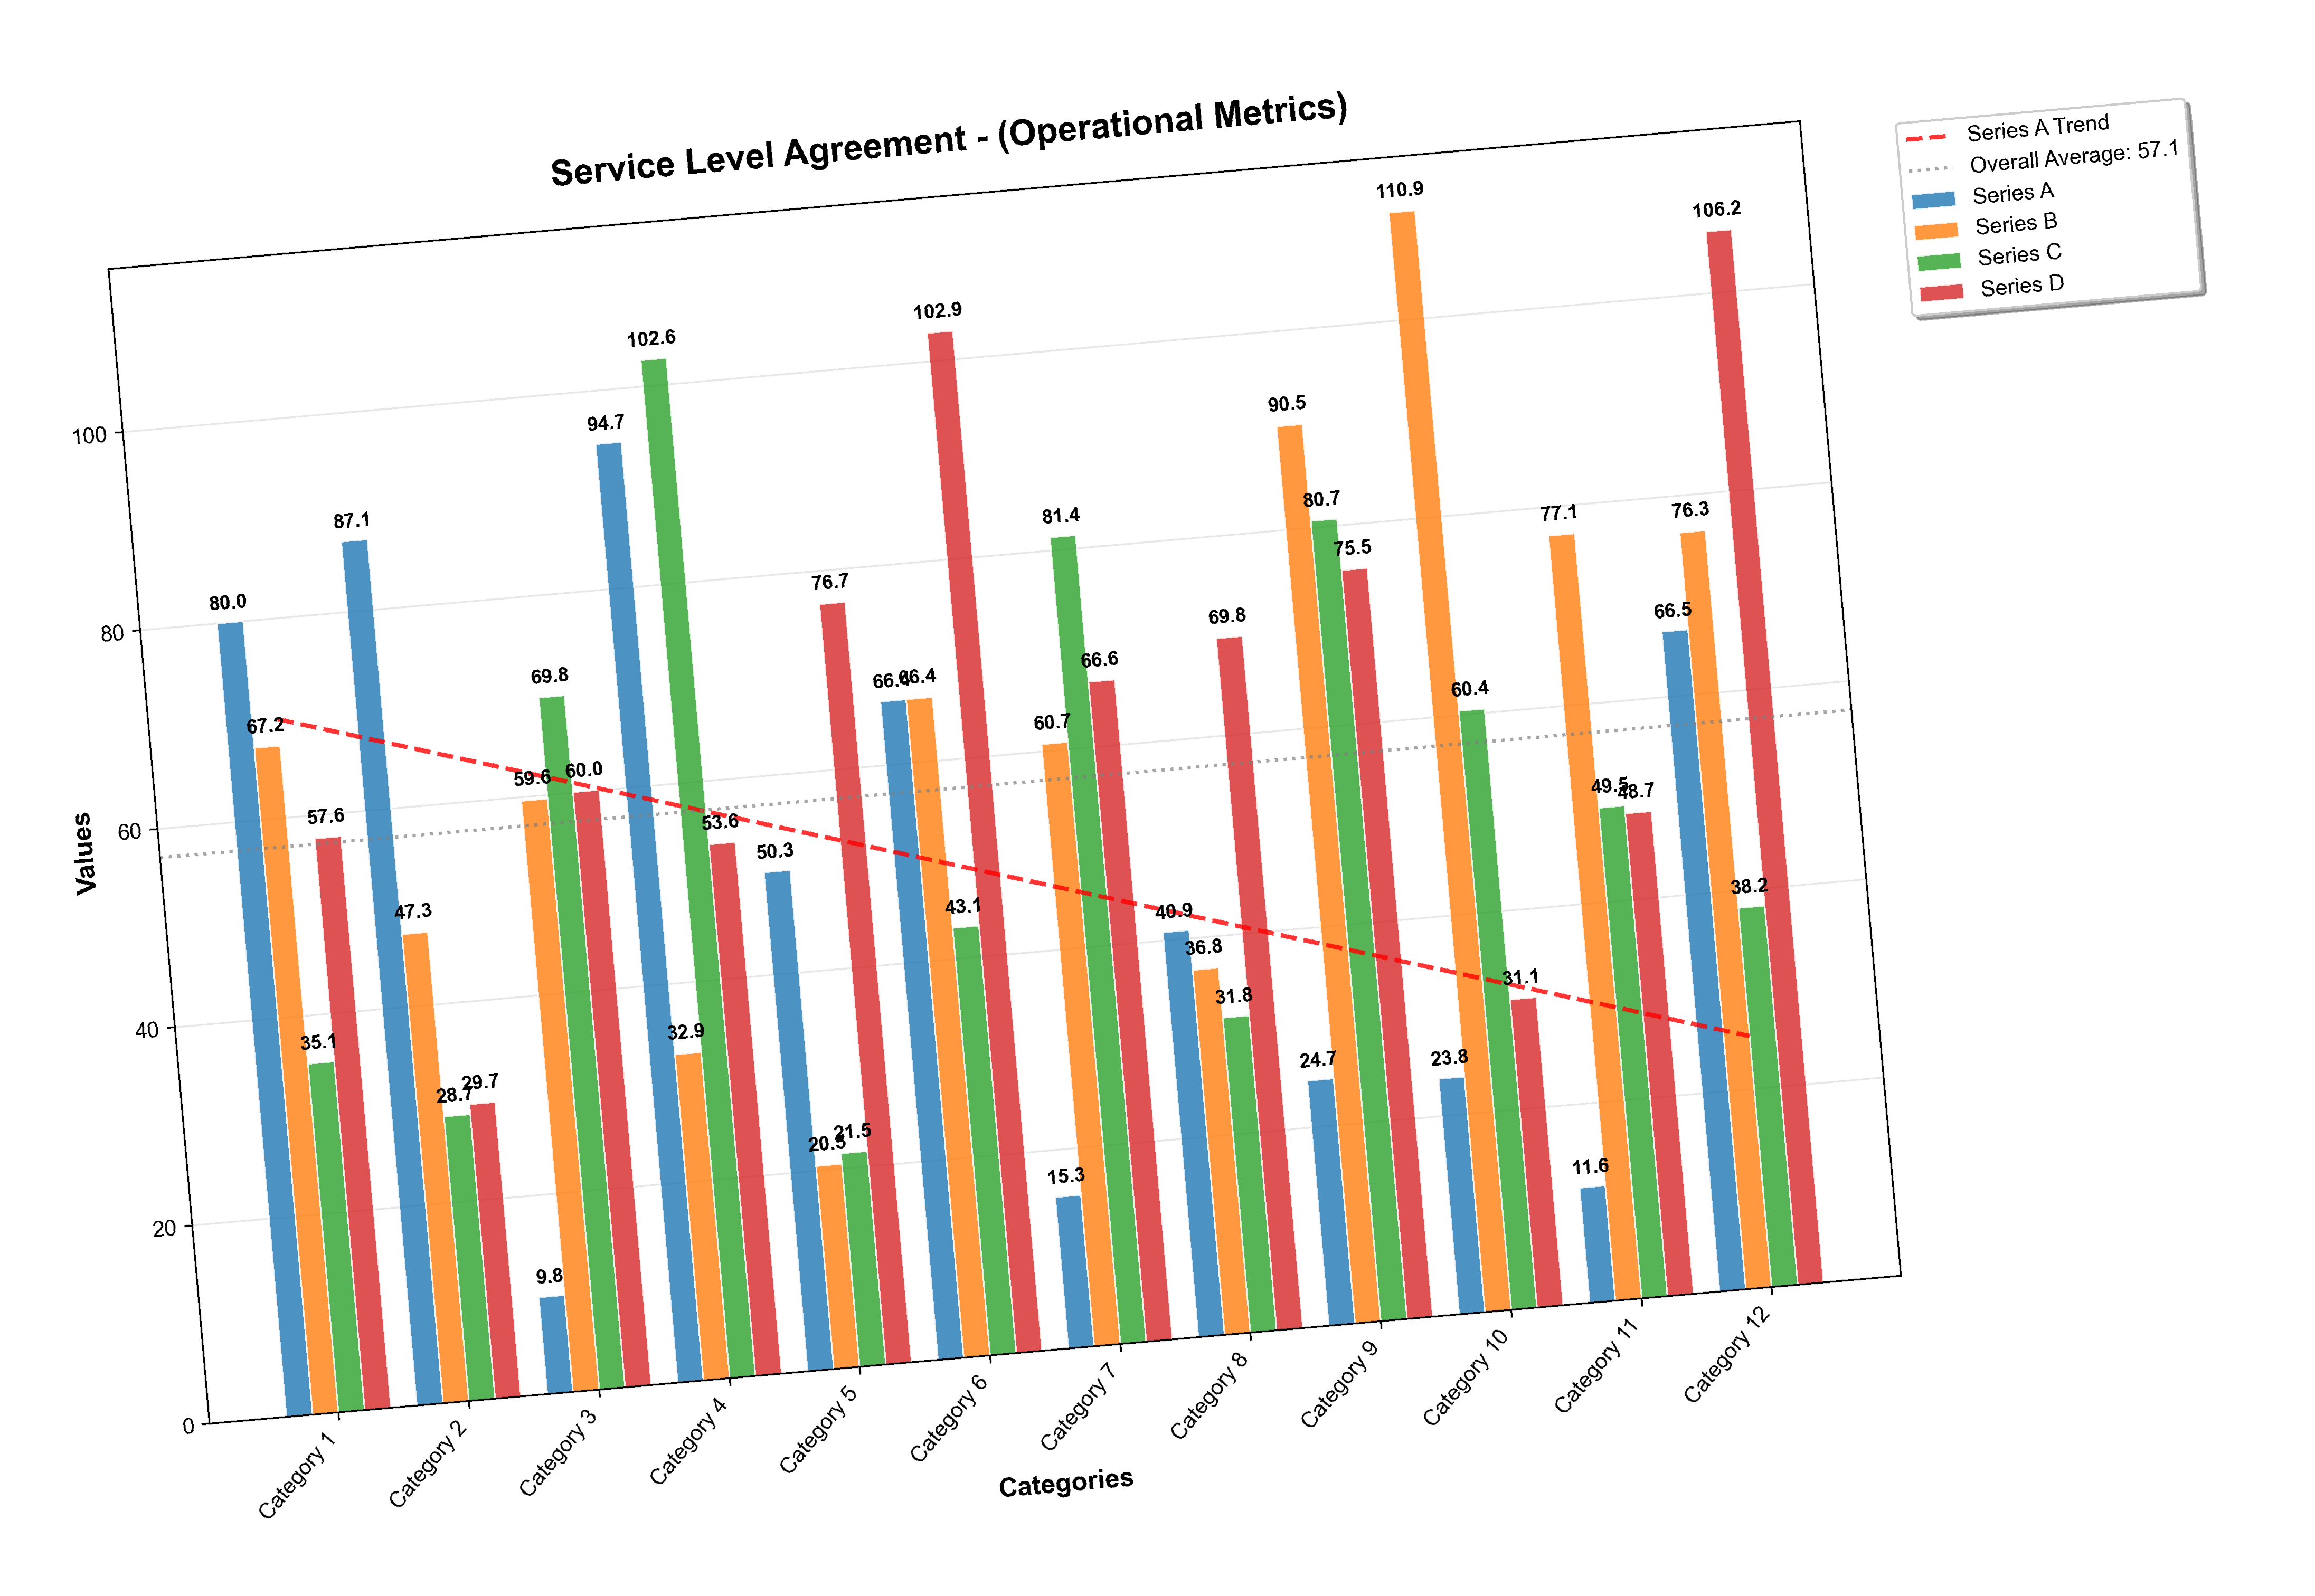 Service Level Agreement - (Operational Metrics)
Series A Trend
Overall Average: 57.1
Series A
Series B
Series C
Series D
Values
100
80
60
40
20
0
80.0
67.2
35.1
57.6
87.1
47.3
28.7
29.7
9.8
59.6
69.8
60.0
94.7
32.9
102.6
53.6
50.3
20.5
21.5
76.7
66.4
66.4
43.1
102.9
15.3
60.7
81.4
66.6
40.9
36.8
31.8
69.8
24.7
90.5
80.7
75.5
23.8
110.9
60.4
31.1
11.6
77.1
49.5
48.7
66.5
76.3
38.2
106.2
Category 1
Category 2
Category 3
Category 4
Category 5
Category 6
Category 7
Category 8
Category 9
Category 10
Category 11
Category 12
Categories